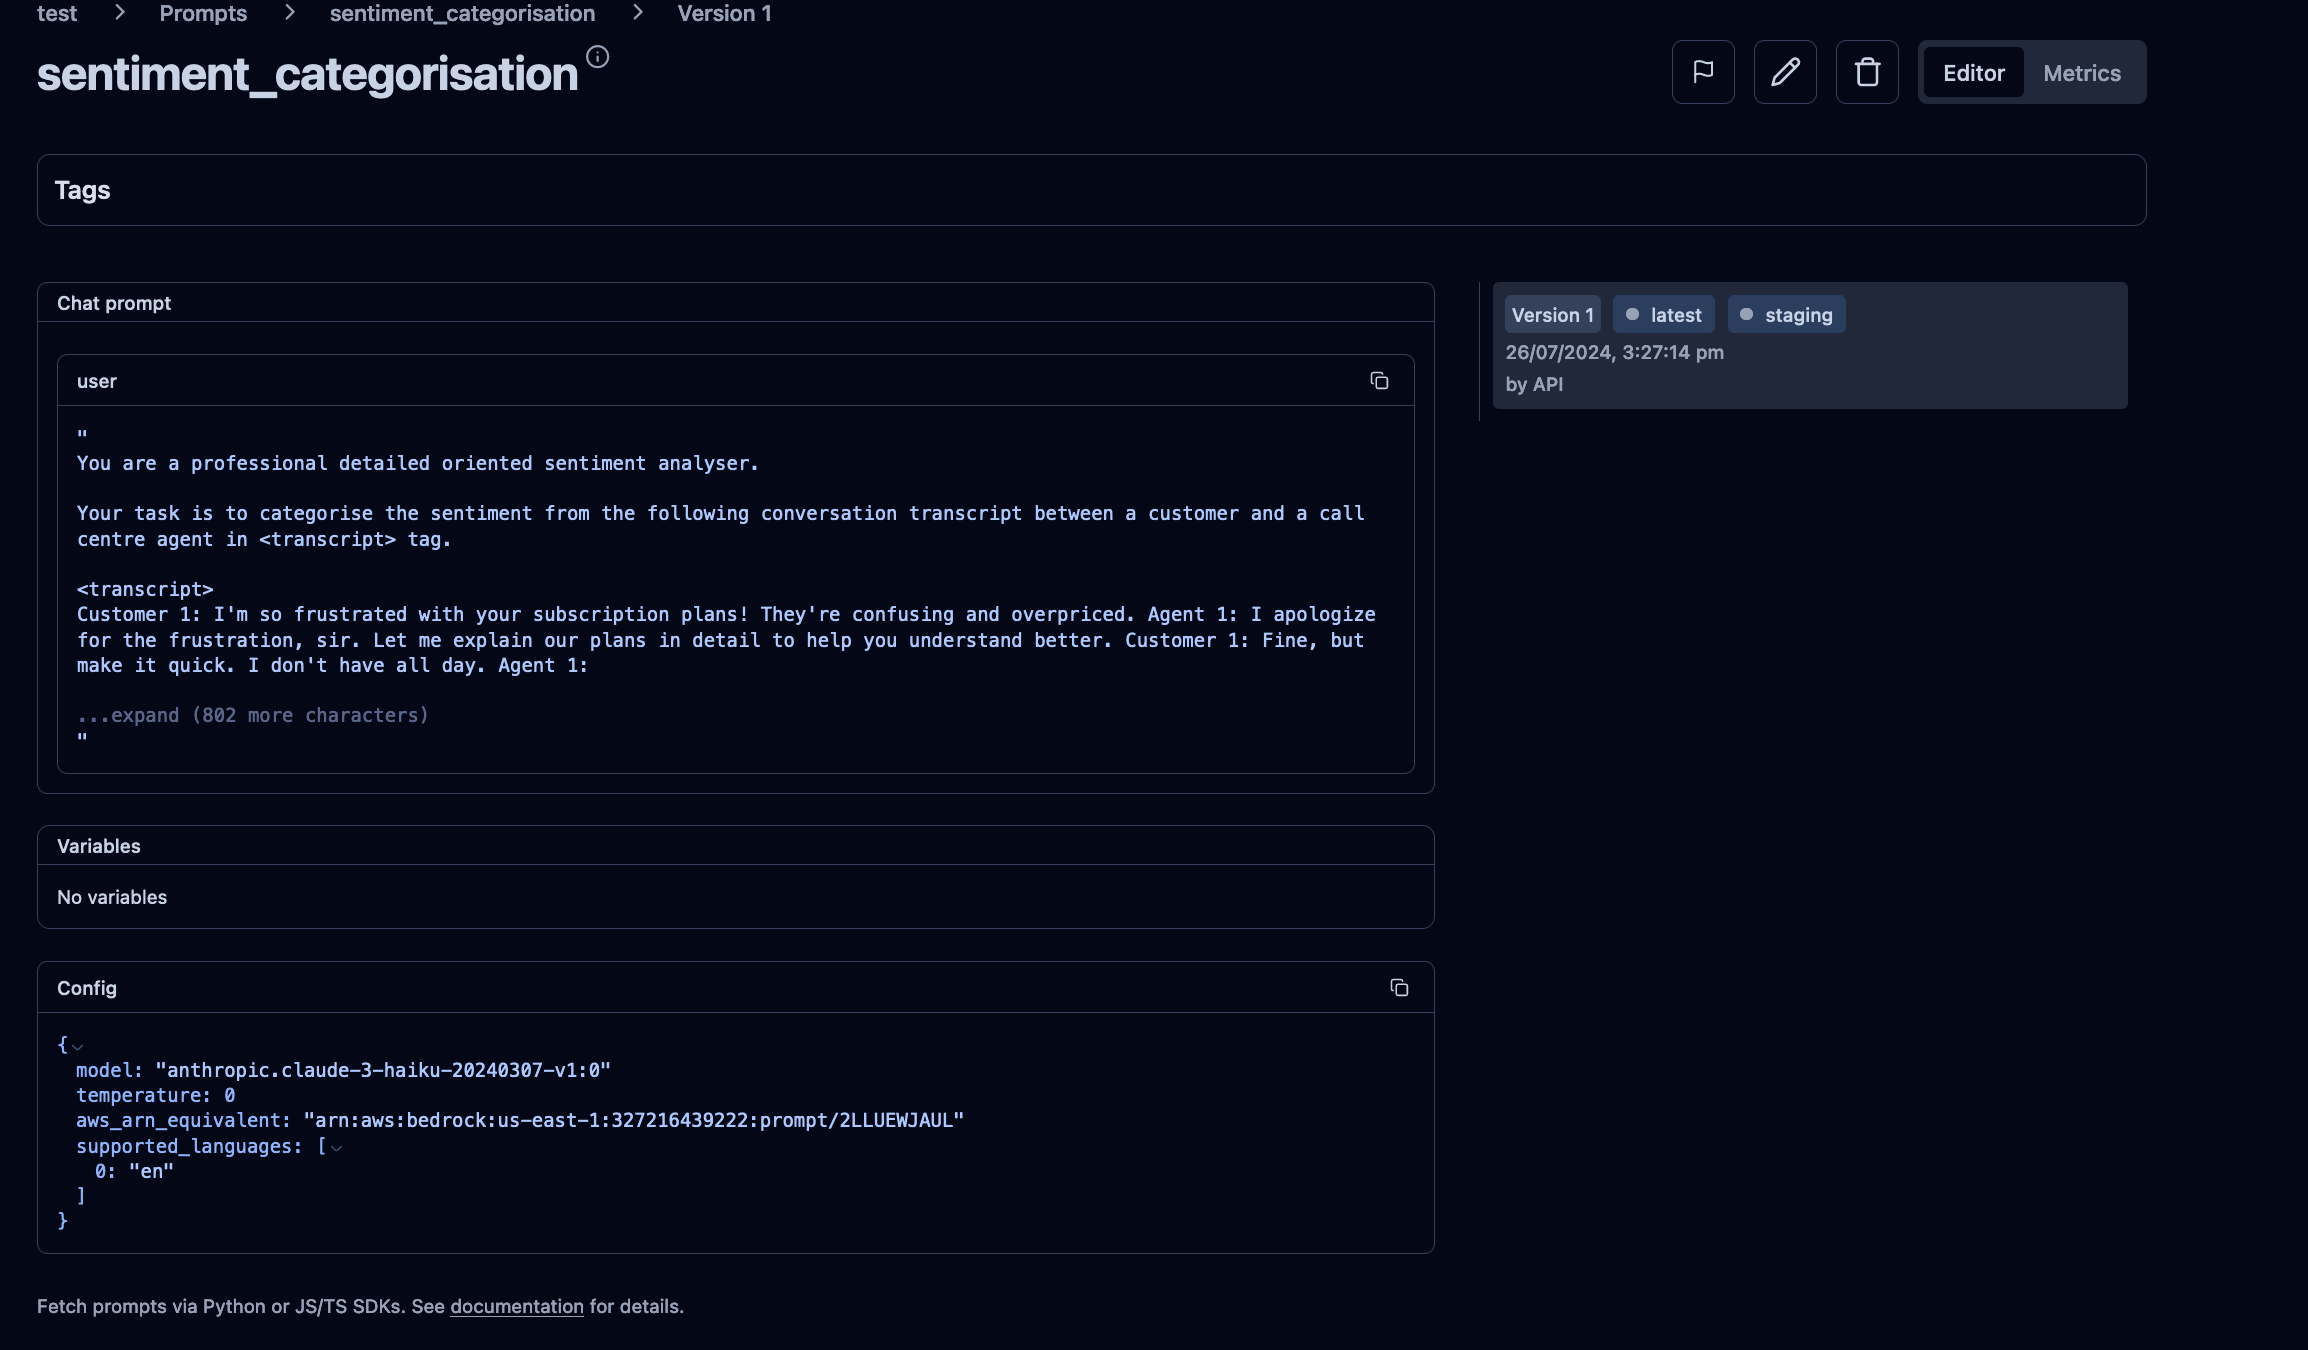 test > Prompts > sentiment_categorisation > Version 1
sentiment_categorisation
Editor Metrics
Tags
Chat prompt
user
"
You are a professional detailed oriented sentiment analyser.
Your task is to categorise the sentiment from the following conversation transcript between a customer and a call
centre agent in <transcript> tag.
<transcript>
Customer 1: I'm so frustrated with your subscription plans! They're confusing and overpriced. Agent 1: I apologize
for the frustration, sir. Let me explain our plans in detail to help you understand better. Customer 1: Fine, but
make it quick. I don't have all day. Agent 1:
...expand (802 more characters)
"
Variables
No variables
Config
{
model: "anthropic.claude-3-haiku-20240307-v1:0"
temperature: 0
aws_arn_equivalent: "arn:aws:bedrock:us-east-1:327216439222:prompt/2LLUEWJAUL"
supported_languages: [
0: "en"
]
}
Fetch prompts via Python or JS/TS SDKs. See documentation for details.
Version 1 latest staging
26/07/2024, 3:27:14 pm
by API